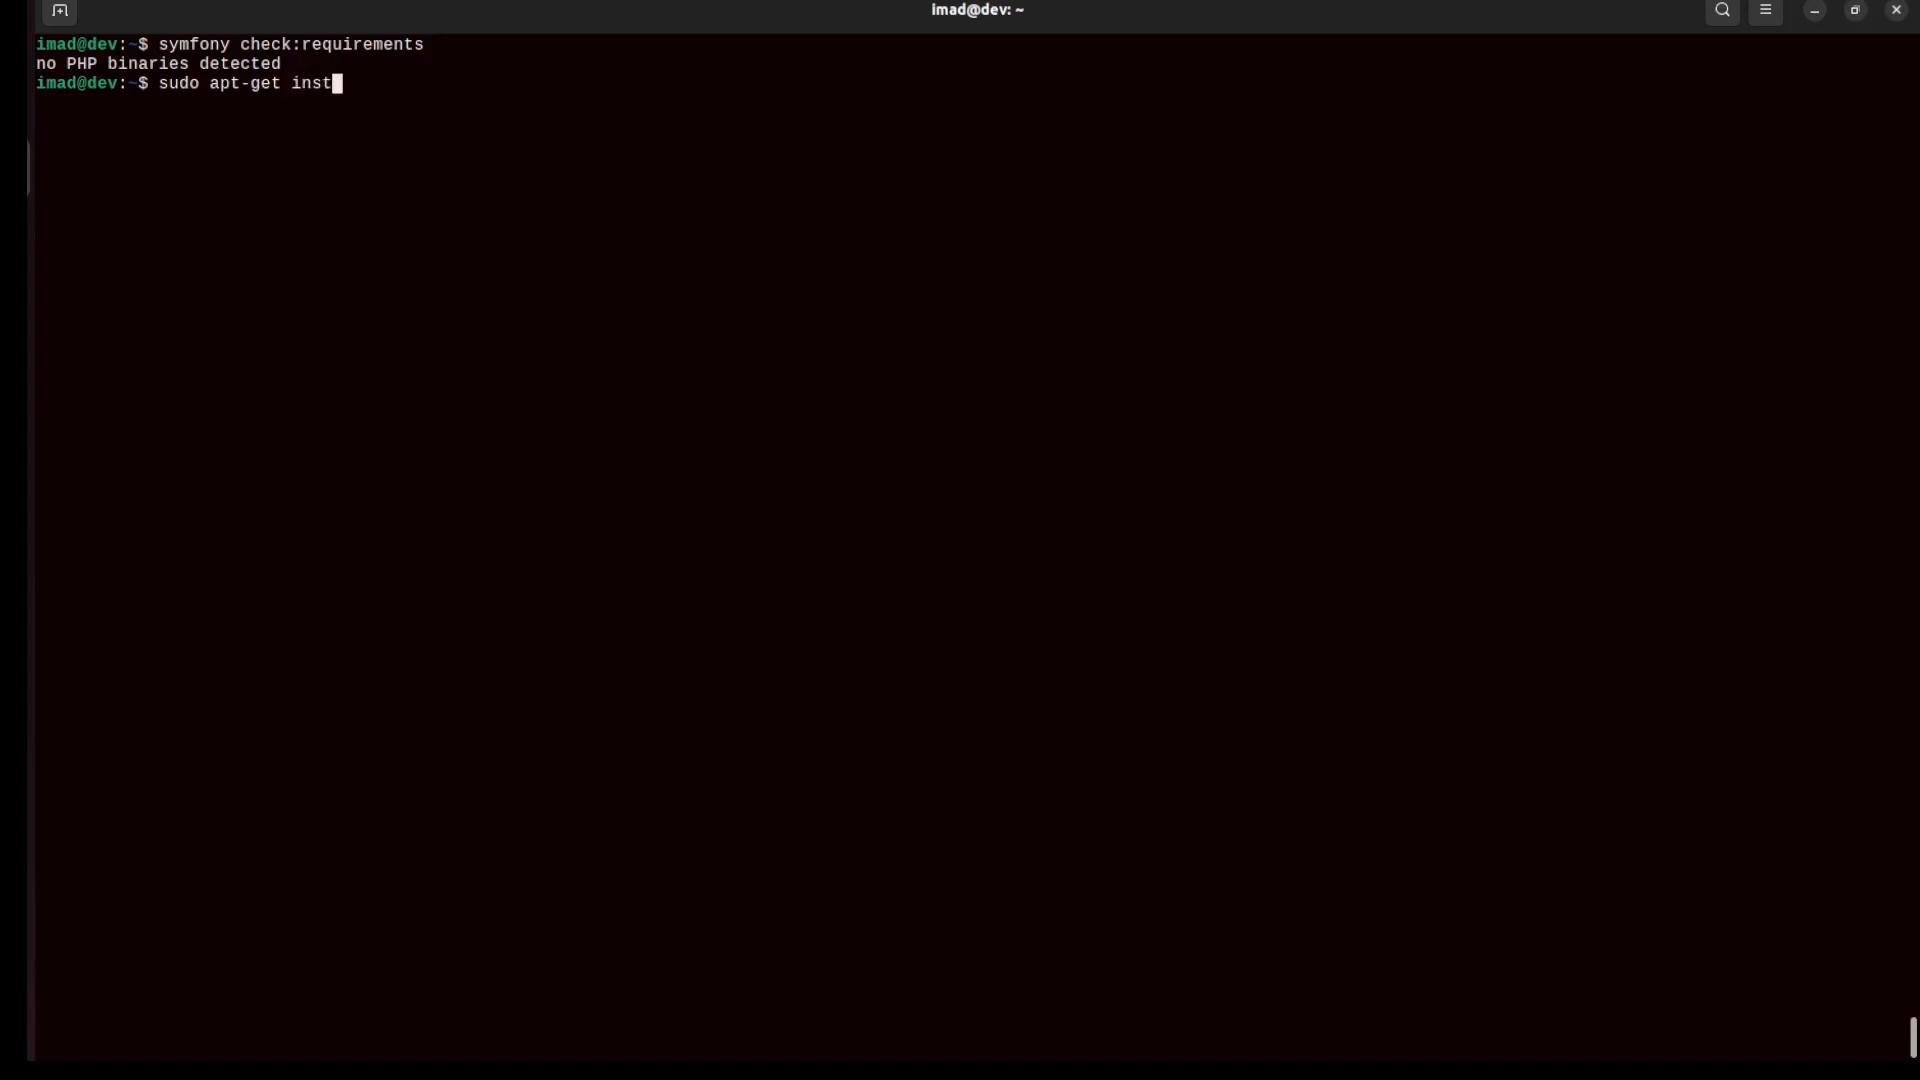 imad@dev: ~
imad@dev:~$ symfony check:requirements
no PHP binaries detected
imad@dev:~$ sudo apt-get inst